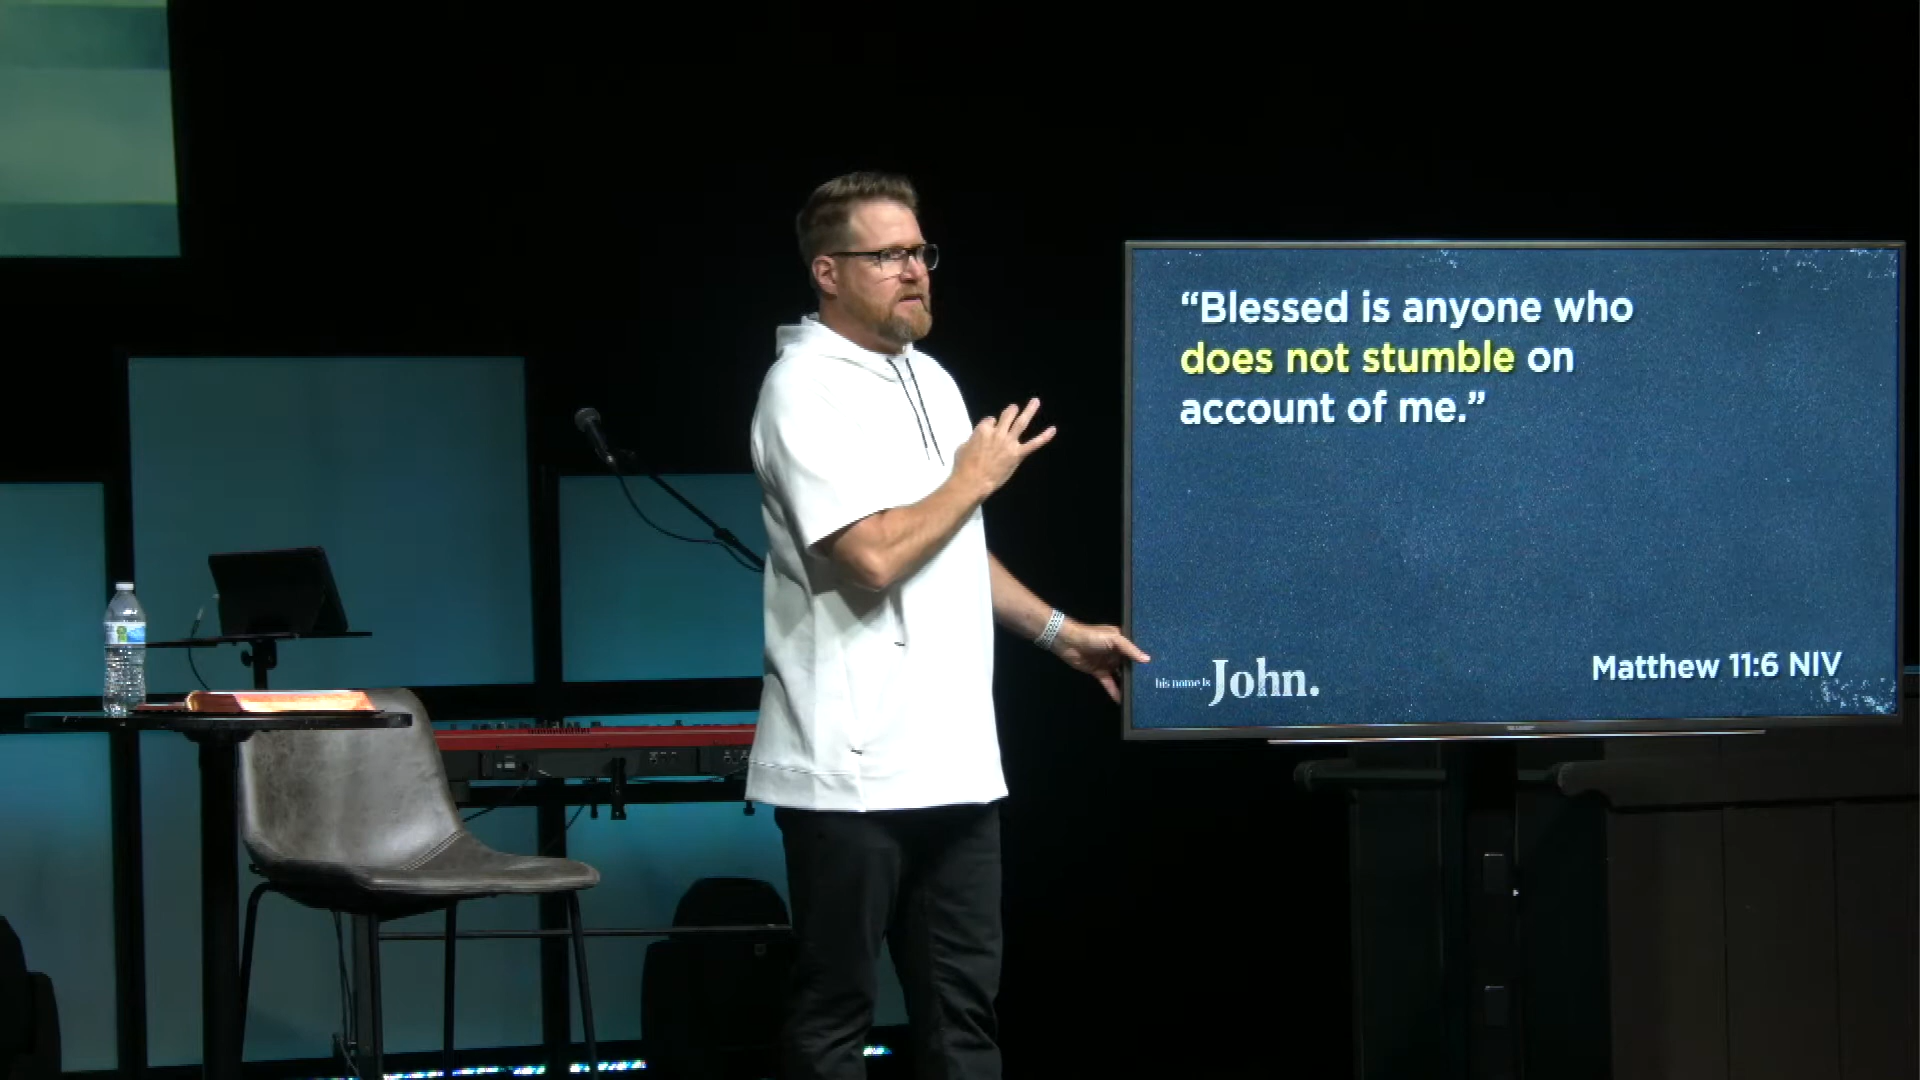 “Blessed is anyone who
does not stumble on
account of me.”
his name is John.
Matthew 11:6 NIV